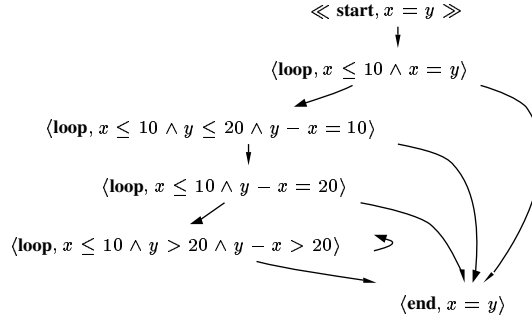 ≪ start, x = y ≫
⟨loop, x ≤ 10 ∧ x = y⟩
⟨loop, x ≤ 10 ∧ y ≤ 20 ∧ y − x = 10⟩
⟨loop, x ≤ 10 ∧ y − x = 20⟩
⟨loop, x ≤ 10 ∧ y > 20 ∧ y − x > 20⟩
⟨end, x = y⟩